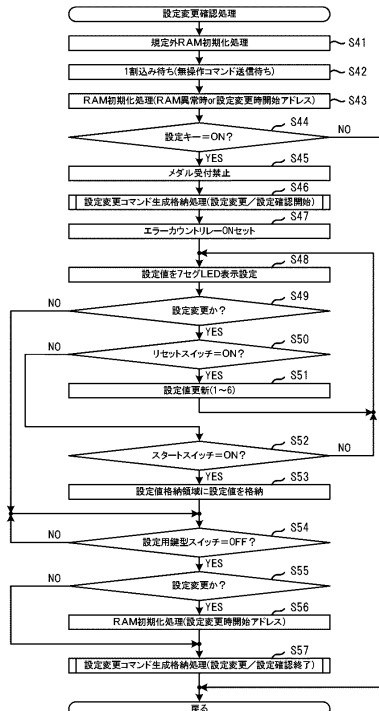 設定変更確認処理
S41
規定外RAM初期化処理
S42
1割込み待ち(無操作コマンド送信待ち)
S43
RAM初期化処理(RAM異常時or設定変更時開始アドレス)
S44
設定キー=ON?
NO
YES
S45
メダル受付禁止
S46
設定変更コマンド生成格納処理(設定変更/設定確認開始)
S47
エラーカウントリレーONセット
S48
設定値を7セグLED表示設定
S49
NO
設定変更か?
YES
S50
NO
リセットスイッチ=ON?
YES
S51
設定値更新(1~6)
S52
スタートスイッチ=ON?
NO
YES
S53
設定値格納領域に設定値を格納
S54
NO
設定用鍵型スイッチ=OFF?
YES
S55
NO
設定変更か?
YES
S56
RAM初期化処理(設定変更時開始アドレス)
S57
設定変更コマンド生成格納処理(設定変更/設定確認終了)
戻る